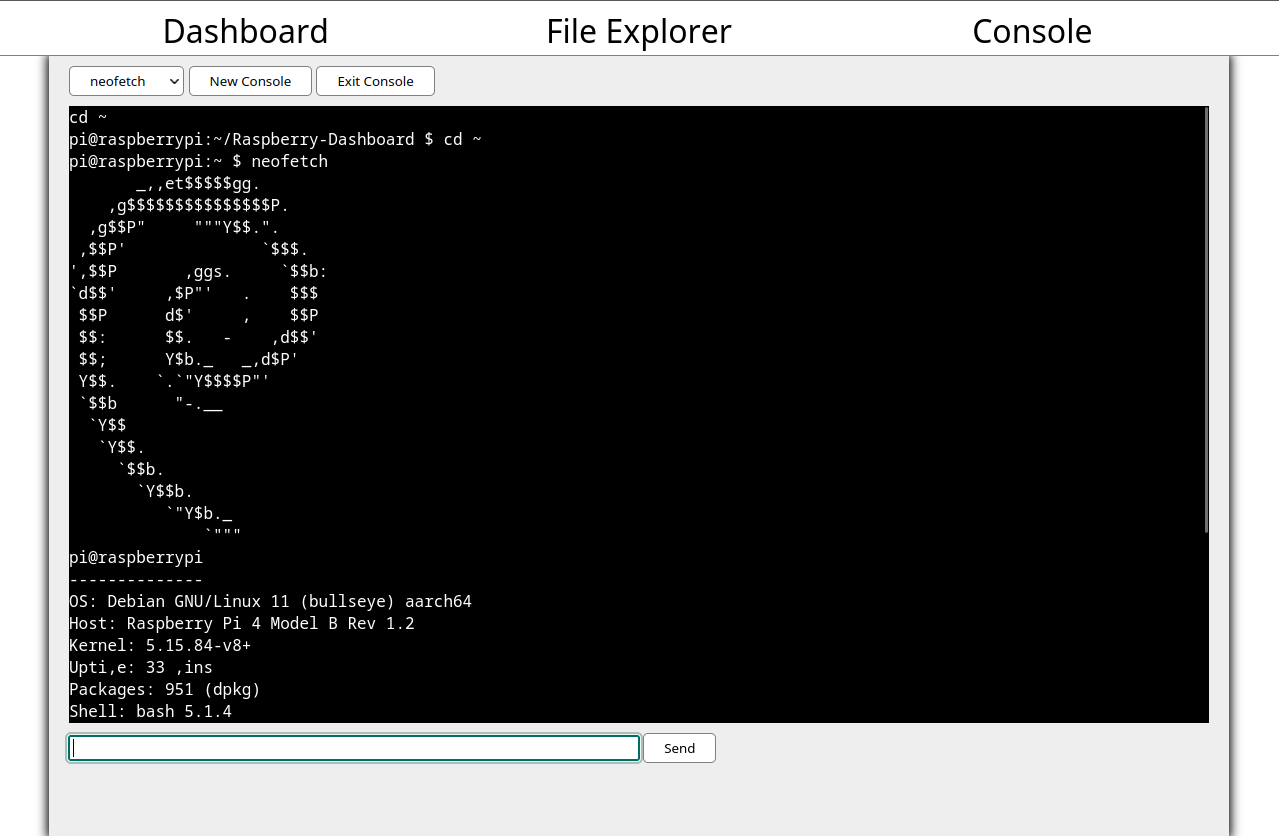 Dashboard File Explorer Console
neofetch New Console Exit Console
cd ~
pi@raspberrypi:~/Raspberry-Dashboard $ cd ~
pi@raspberrypi:~ $ neofetch
       _,,et$$$$$gg.
    ,g$$$$$$$$$$$$$$$P.
  ,g$$P"     """Y$$.".
 ,$$P'              `$$$.
',$$P       ,ggs.     `$$b:
`d$$'     ,$P"'   .    $$$
 $$P      d$'     ,    $$P
 $$:      $$.   -    ,d$$'
 $$;      Y$b._   _,d$P'
 Y$$.    `.`"Y$$$$P"'
 `$$b      "-.__
  `Y$$
   `Y$$.
     `$$b.
       `Y$$b.
          `"Y$b._
              `"""
pi@raspberrypi
--------------
OS: Debian GNU/Linux 11 (bullseye) aarch64
Host: Raspberry Pi 4 Model B Rev 1.2
Kernel: 5.15.84-v8+
Upti,e: 33 ,ins
Packages: 951 (dpkg)
Shell: bash 5.1.4
Send